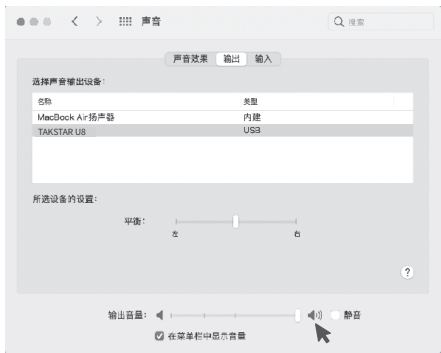 声音
搜索
声音效果 输出 输入
选择声音输出设备:
名称 类型
MacBook Air扬声器 内建
TAKSTAR U8 USB
所选设备的设置:
平衡:
左 右
?
输出音量: 静音
在菜单栏中显示音量